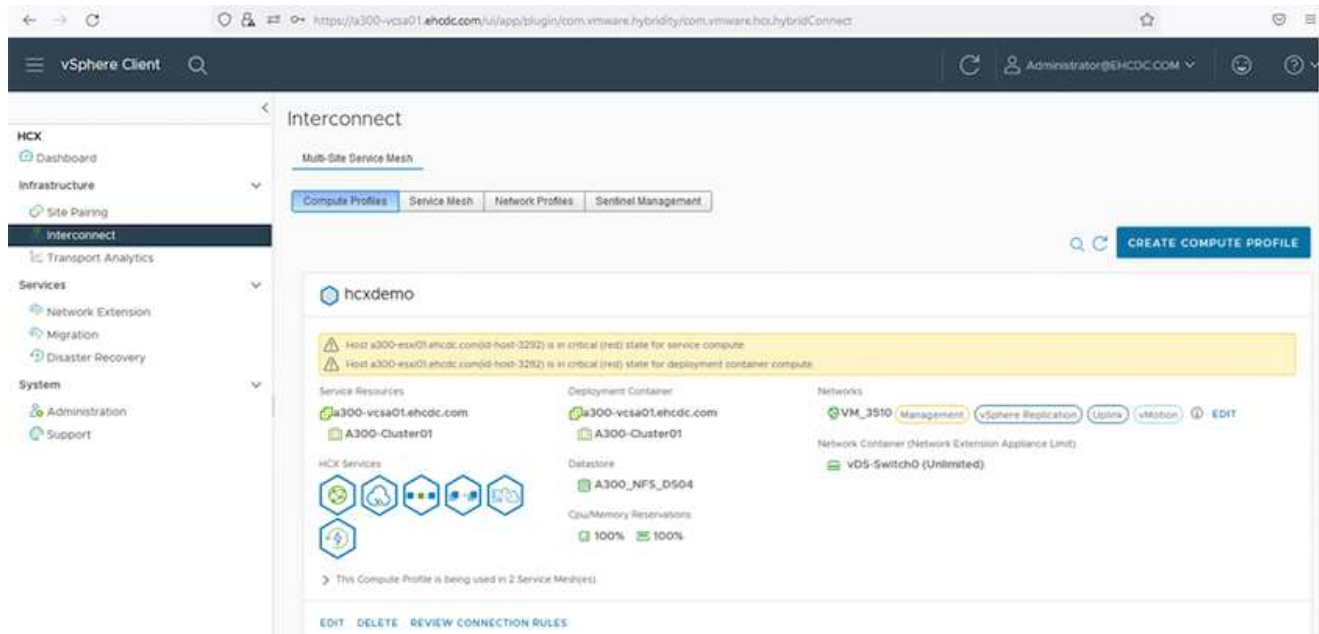 https://a300-vcsa01.ehcdc.com/ui/app/plugin/com.vmware.hybridity/com.vmware.hcx.hybridConnect
vSphere Client
Administrator@EHCDC.COM
Interconnect
HCX
Dashboard
Infrastructure
Site Pairing
Interconnect
Transport Analytics
Services
Network Extension
Migration
Disaster Recovery
System
Administration
Support
Multi-Site Service Mesh
Compute Profiles Service Mesh Network Profiles Sentinel Management
CREATE COMPUTE PROFILE
hcxdemo
Host a300-esxi01.ehcdc.com(id-host-3292) is in critical (red) state for service compute
Host a300-esxi01.ehcdc.com(id-host-3292) is in critical (red) state for deployment container compute.
Service Resources
a300-vcsa01.ehcdc.com
A300-Cluster01
HCX Services
Deployment Container
a300-vcsa01.ehcdc.com
A300-Cluster01
Datastore
A300_NFS_DS04
Cpu/Memory Reservations
100% 100%
Networks
VM_3510 Management vSphere Replication Uplink vMotion EDIT
Network Container (Network Extension Appliance Limit)
vDS-Switch0 (Unlimited)
This Compute Profile is being used in 2 Service Mesh(es).
EDIT DELETE REVIEW CONNECTION RULES